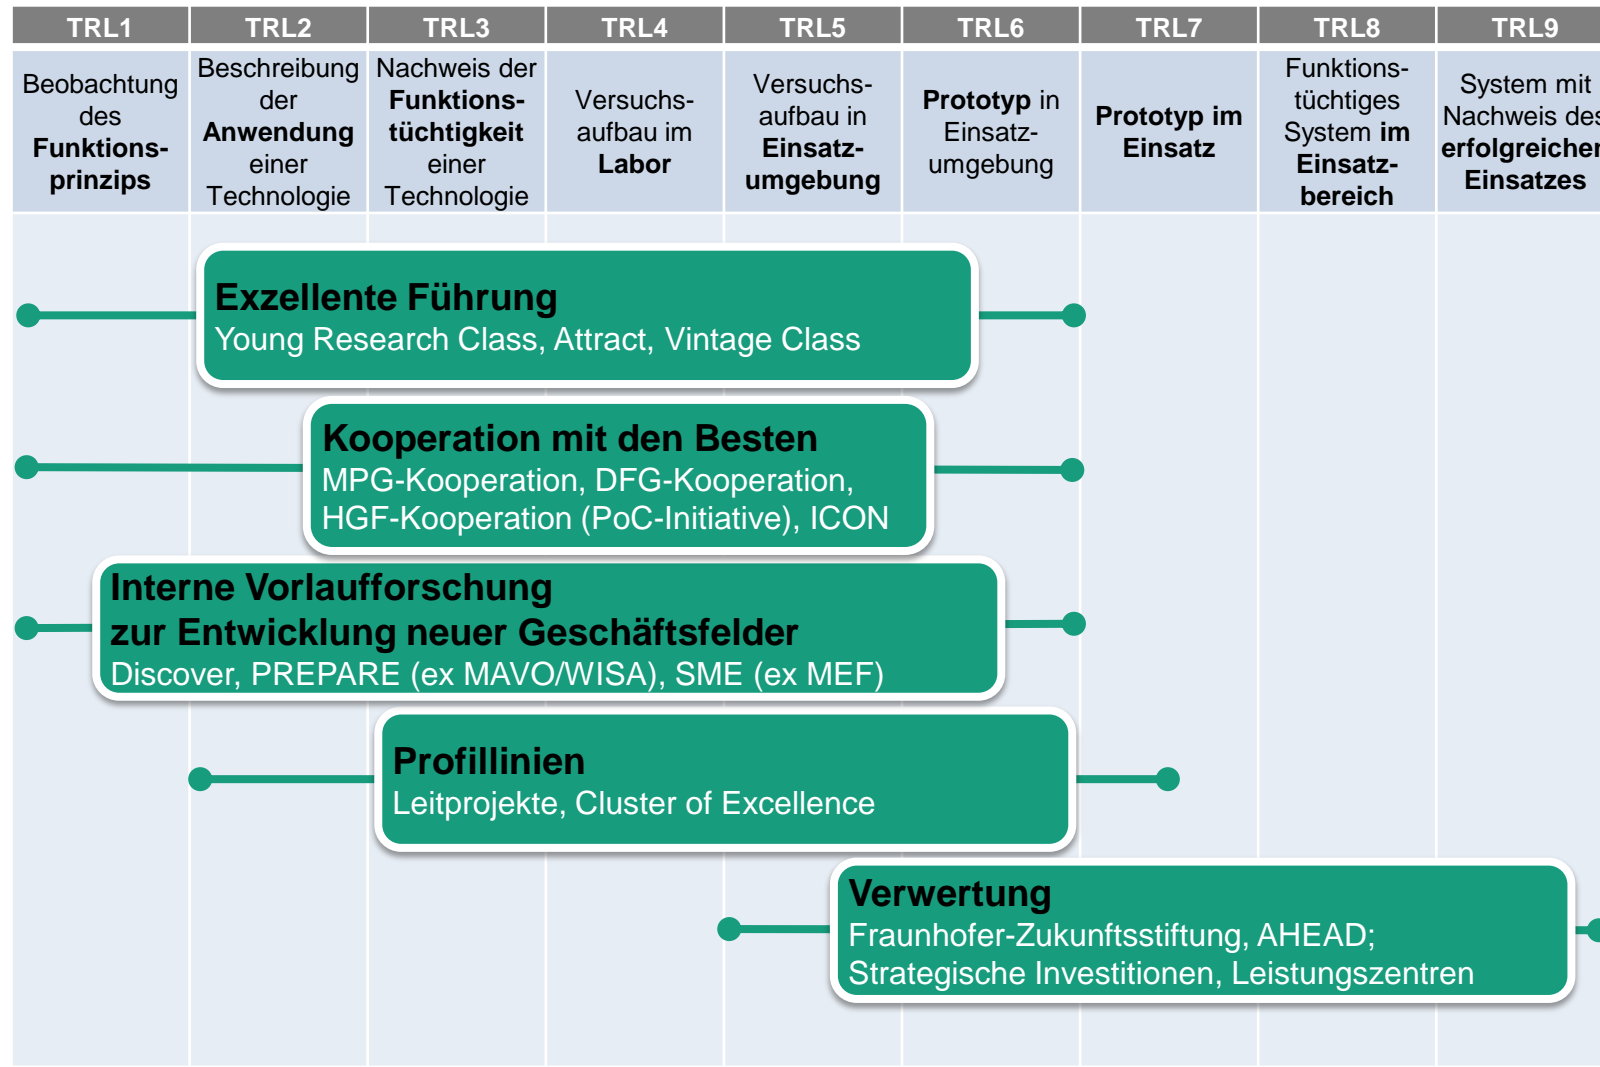 TRL1
TRL2
TRL3
TRL4
TRL5
TRL6
TRL7
TRL8
TRL9
Beobachtung
des
Funktions-
prinzips
Beschreibung
der
Anwendung
einer
Technologie
Nachweis der
Funktions-
tüchtigkeit
einer
Technologie
Versuchs-
aufbau im
Labor
Versuchs-
aufbau in
Einsatz-
umgebung
Prototyp in
Einsatz-
umgebung
Prototyp im
Einsatz
Funktions-
tüchtiges
System im
Einsatz-
bereich
System mit
Nachweis des
erfolgreichen
Einsatzes
Exzellente Führung
Young Research Class, Attract, Vintage Class
Kooperation mit den Besten
MPG-Kooperation, DFG-Kooperation,
HGF-Kooperation (PoC-Initiative), ICON
Interne Vorlaufforschung
zur Entwicklung neuer Geschäftsfelder
Discover, PREPARE (ex MAVO/WISA), SME (ex MEF)
Profillinien
Leitprojekte, Cluster of Excellence
Verwertung
Fraunhofer-Zukunftsstiftung, AHEAD;
Strategische Investitionen, Leistungszentren